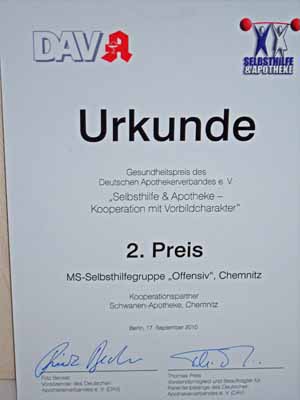 DAV
SELBSTHILFE
& APOTHEKE
Urkunde
Gesundheitspreis des
Deutschen Apothekerverbandes e. V.
„Selbsthilfe & Apotheke –
Kooperation mit Vorbildcharakter"
2. Preis
MS-Selbsthilfegruppe „Offensiv", Chemnitz
Kooperationspartner
Schwanen-Apotheke, Chemnitz
Berlin, 17. September 2010
Fritz Becker
Vorsitzender des Deutschen
Apothekerverbandes e. V. (DAV)
Thomas Preis
Vorstandsmitglied und Beauftragter für
Patientenbelange des Deutschen
Apothekerverbandes e. V. (DAV)